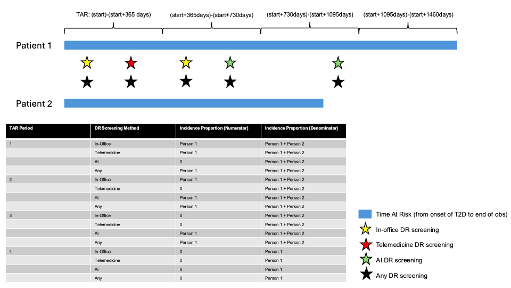 TAR: (start)-(start+365 days) (start+365days)-(start+730days) (start+730days)-(start+1095days) (start+1095days)-(start+1460days)
Patient 1
Patient 2
TAR Period DR Screening Method Incidence Proportion (Numerator) Incidence Proportion (Denominator)
1 In-Office Person 1 Person 1 + Person 2
Telemedicine Person 1 Person 1 + Person 2
AI 0 Person 1 + Person 2
Any Person 1 Person 1 + Person 2
2 In-Office Person 1 Person 1 + Person 2
Telemedicine 0 Person 1 + Person 2
AI Person 1 Person 1 + Person 2
Any Person 1 Person 1 + Person 2
3 In-Office 0 Person 1 + Person 2
Telemedicine 0 Person 1 + Person 2
AI Person 1 Person 1 + Person 2
Any Person 1 Person 1 + Person 2
4 In-Office 0 Person 1
Telemedicine 0 Person 1
AI 0 Person 1
Any 0 Person 1
Time At Risk (from onset of T2D to end of obs)
In-office DR screening
Telemedicine DR screening
AI DR screening
Any DR screening